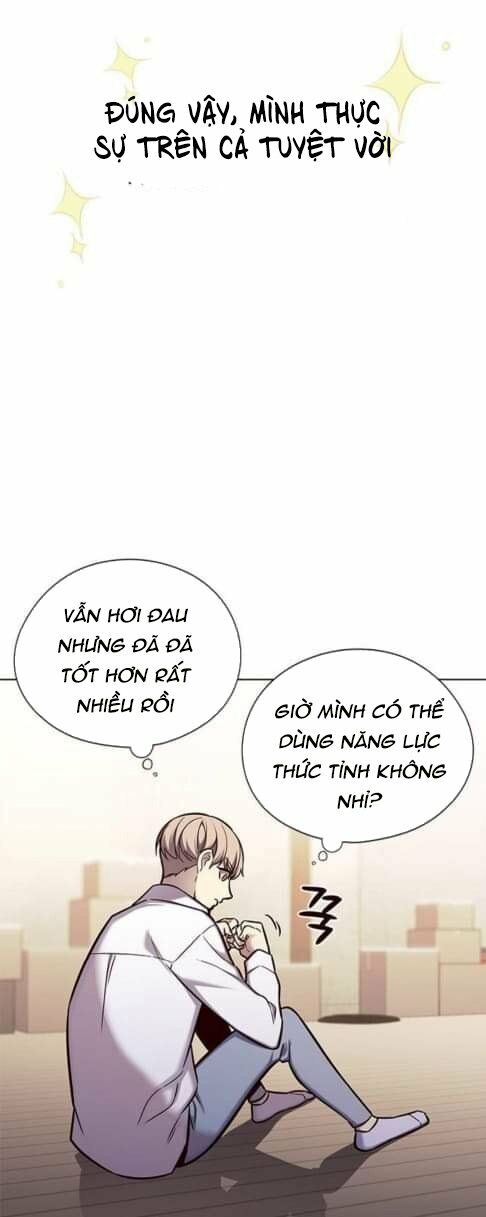 ĐÚNG VẬY, MÌNH THỰC
SỰ TRÊN CẢ TUYỆT VỜI
VẪN HƠI ĐAU
NHƯNG ĐÃ ĐÃ
TỐT HƠN RẤT
NHIỀU RỒI
GIỜ MÌNH CÓ THỂ
DÙNG NĂNG LỰC
THỨC TỈNH KHÔNG
NHỈ?